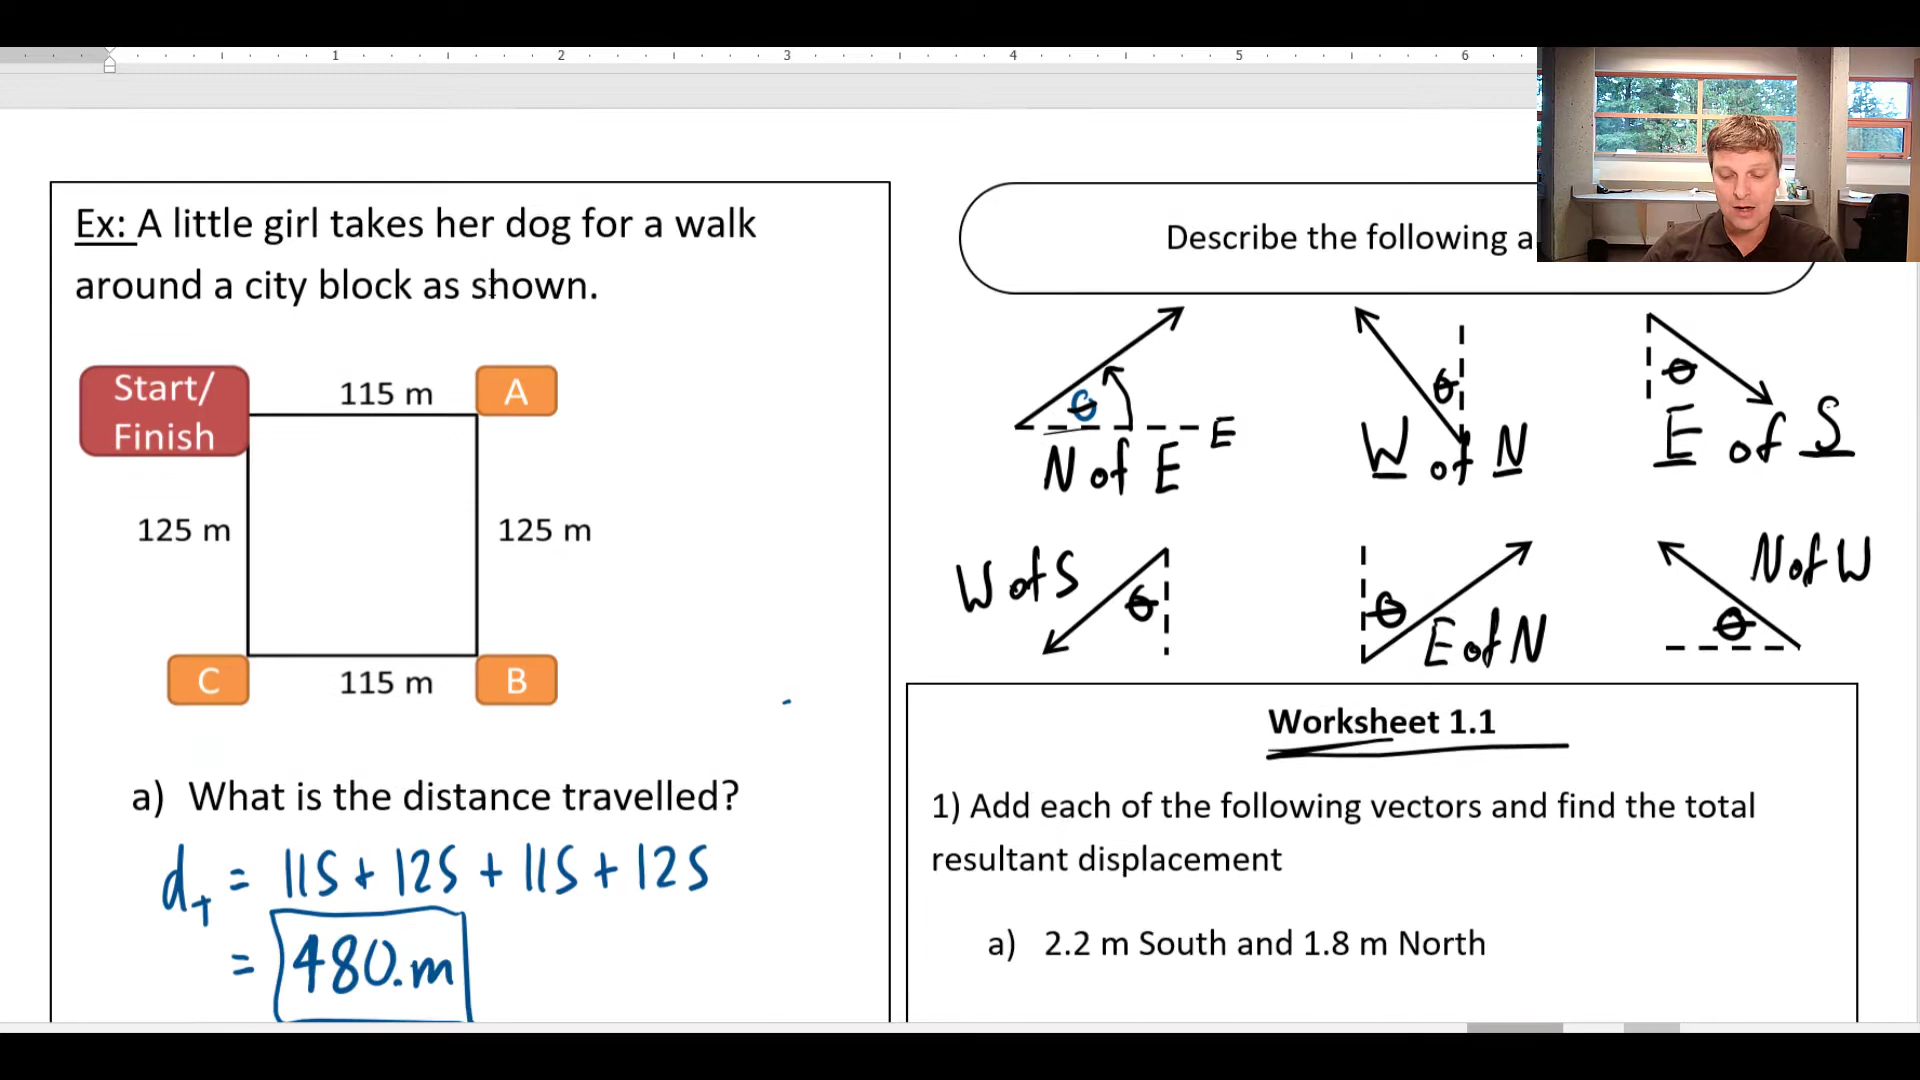 1 2 3 4 5 6
Ex: A little girl takes her dog for a walk
around a city block as shown.
Start/
Finish
115 m
A
125 m
125 m
C
115 m
B
a) What is the distance travelled?
d_T = 115 + 125 + 115 + 125
= 480.m
Describe the following a
θ
E
N of E
θ
W of N
θ
E of S
W of S
θ
θ
E of N
N of W
θ
Worksheet 1.1
1) Add each of the following vectors and find the total
resultant displacement
a) 2.2 m South and 1.8 m North